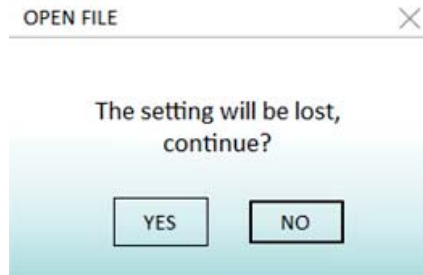 OPEN FILE
The setting will be lost,
continue?
YES
NO